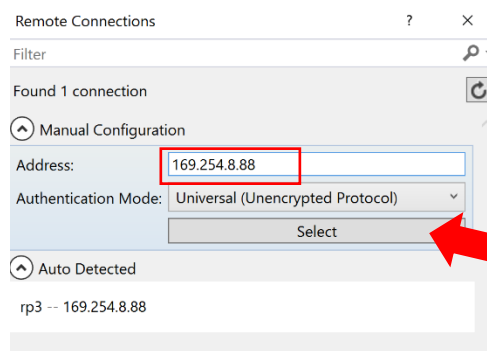 Remote Connections ? ×
Filter
Found 1 connection
Manual Configuration
Address: 169.254.8.88
Authentication Mode: Universal (Unencrypted Protocol)
Select
Auto Detected
rp3 -- 169.254.8.88